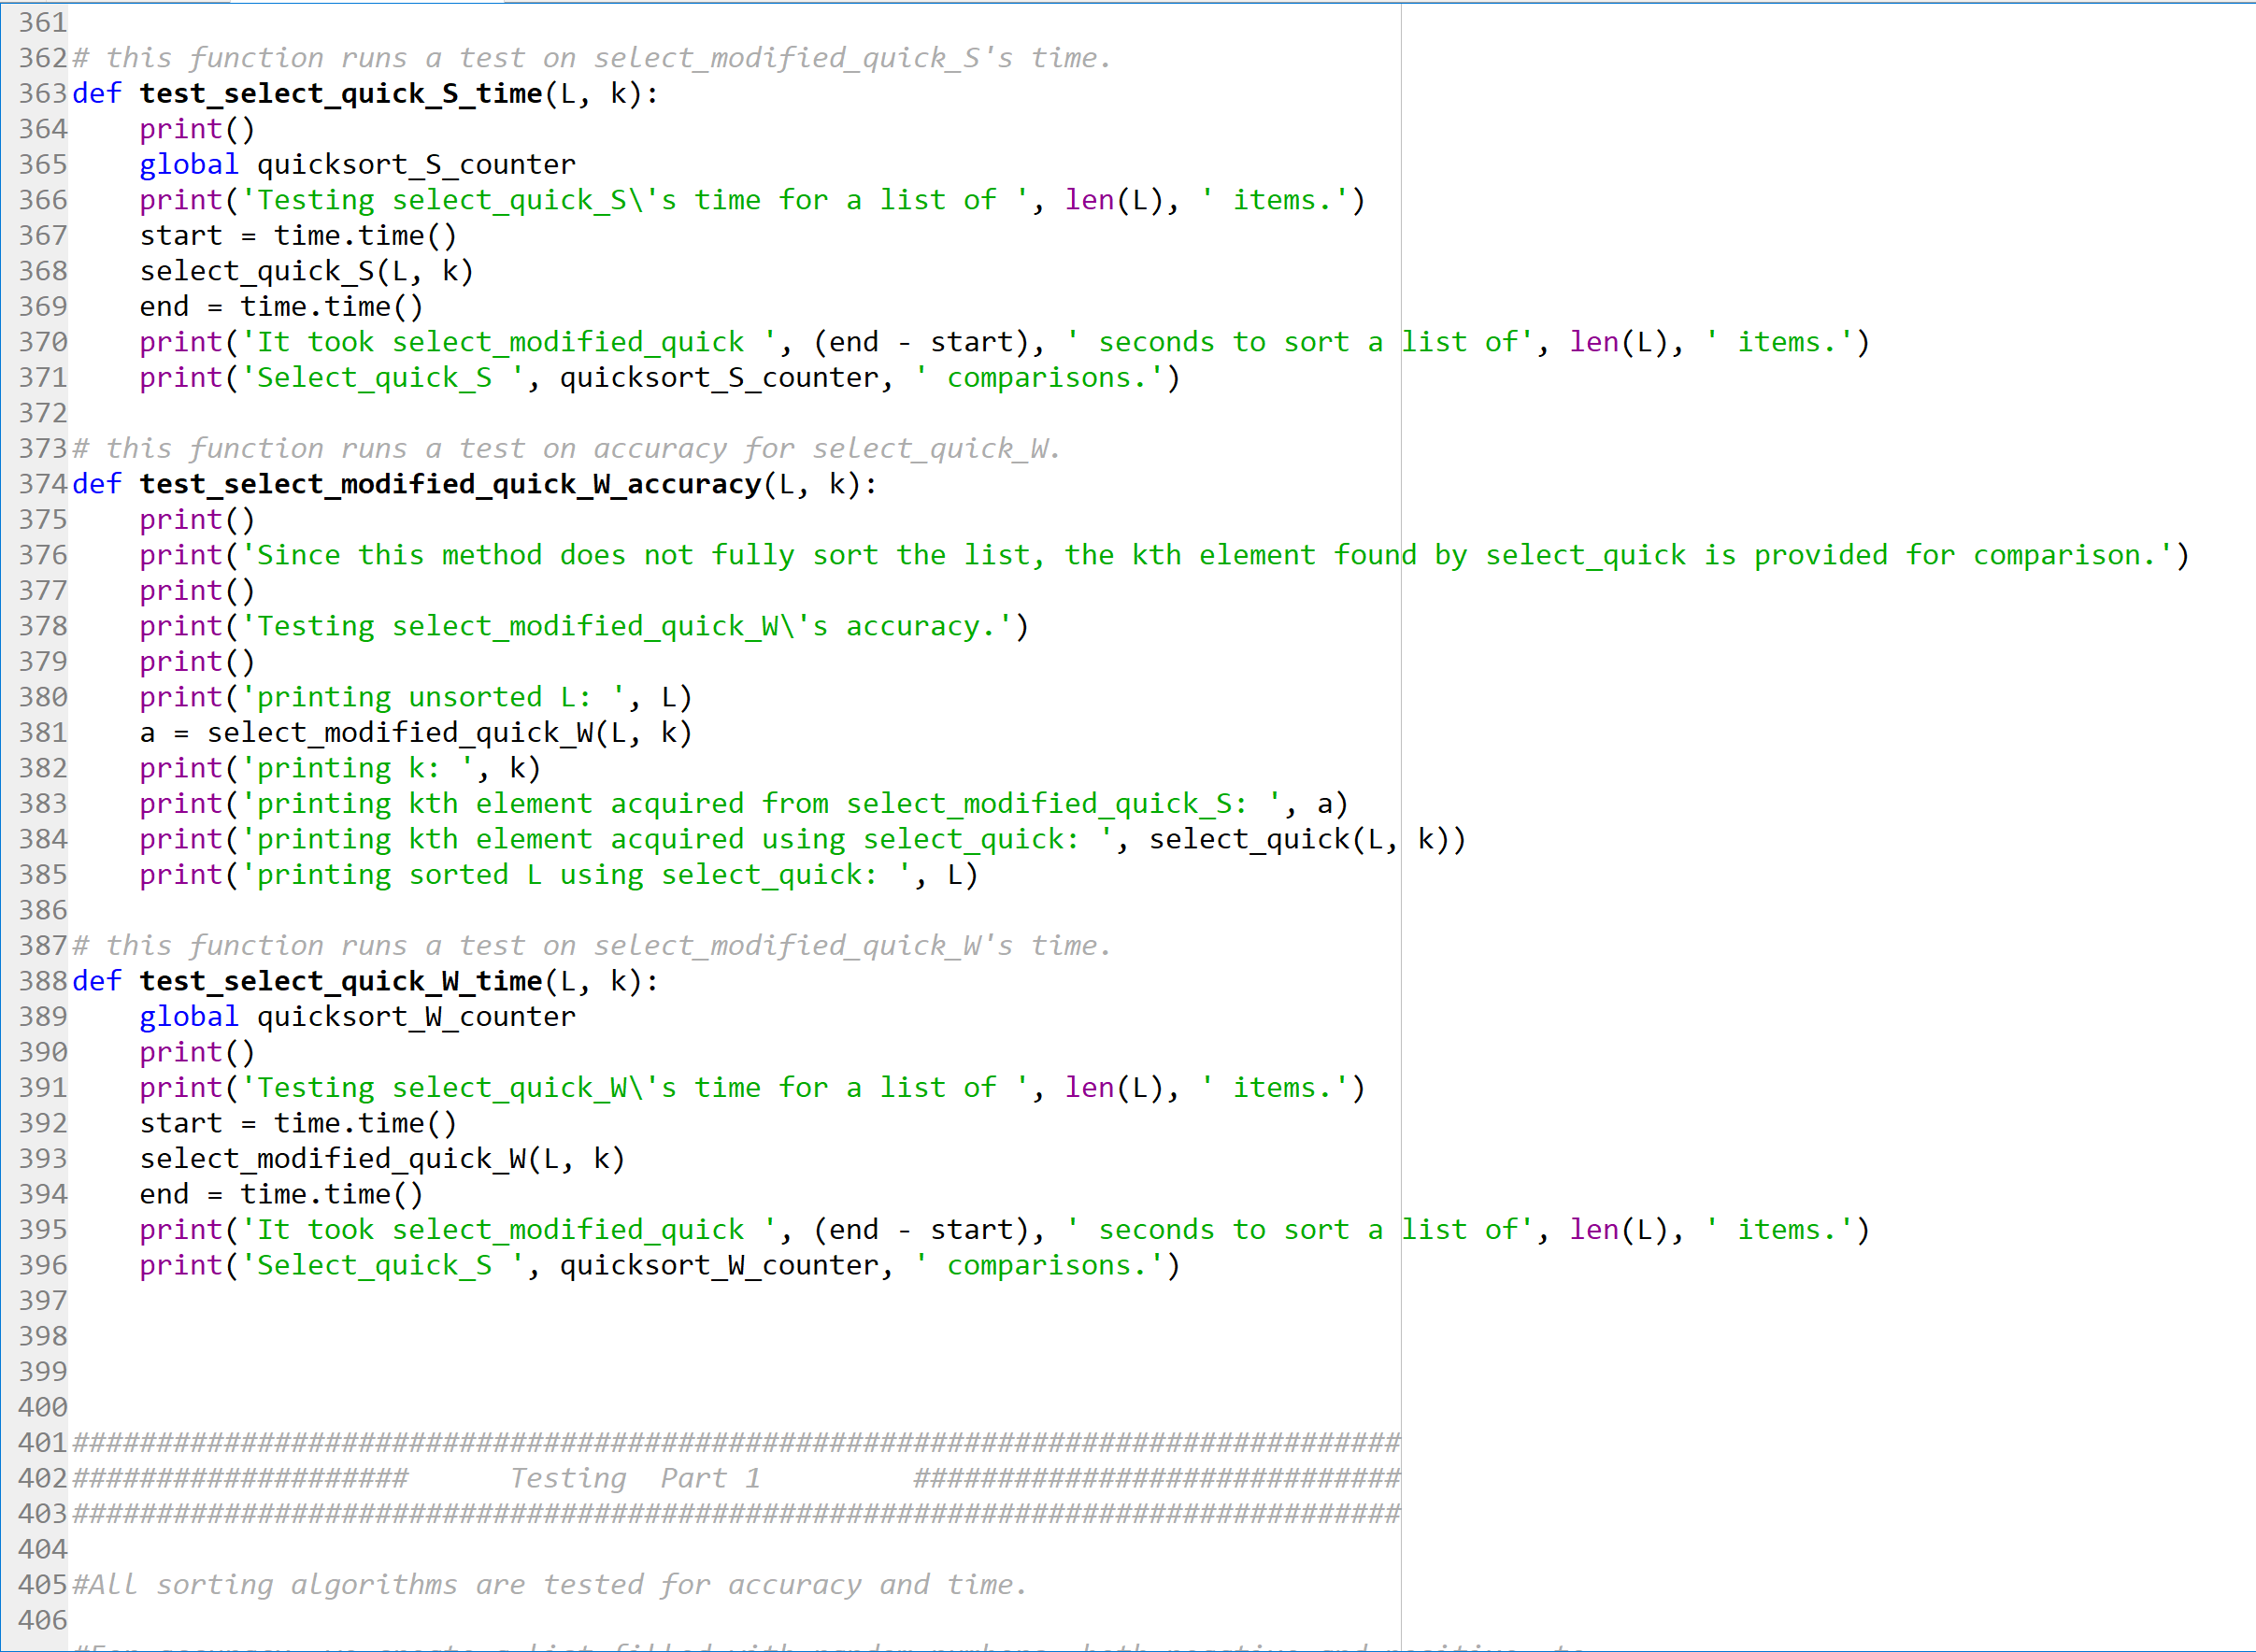 361
362 # this function runs a test on select_modified_quick_S's time.
363 def test_select_quick_S_time(L, k):
364     print()
365     global quicksort_S_counter
366     print('Testing select_quick_S\'s time for a list of ', len(L), ' items.')
367     start = time.time()
368     select_quick_S(L, k)
369     end = time.time()
370     print('It took select_modified_quick ', (end - start), ' seconds to sort a list of', len(L), ' items.')
371     print('Select_quick_S ', quicksort_S_counter, ' comparisons.')
372
373 # this function runs a test on accuracy for select_quick_W.
374 def test_select_modified_quick_W_accuracy(L, k):
375     print()
376     print('Since this method does not fully sort the list, the kth element found by select_quick is provided for comparison.')
377     print()
378     print('Testing select_modified_quick_W\'s accuracy.')
379     print()
380     print('printing unsorted L: ', L)
381     a = select_modified_quick_W(L, k)
382     print('printing k: ', k)
383     print('printing kth element acquired from select_modified_quick_S: ', a)
384     print('printing kth element acquired using select_quick: ', select_quick(L, k))
385     print('printing sorted L using select_quick: ', L)
386
387 # this function runs a test on select_modified_quick_W's time.
388 def test_select_quick_W_time(L, k):
389     global quicksort_W_counter
390     print()
391     print('Testing select_quick_W\'s time for a list of ', len(L), ' items.')
392     start = time.time()
393     select_modified_quick_W(L, k)
394     end = time.time()
395     print('It took select_modified_quick ', (end - start), ' seconds to sort a list of', len(L), ' items.')
396     print('Select_quick_S ', quicksort_W_counter, ' comparisons.')
397
398
399
400
401 ###############################################################################
402 ####################      Testing  Part 1         #############################
403 ###############################################################################
404
405 #All sorting algorithms are tested for accuracy and time.
406